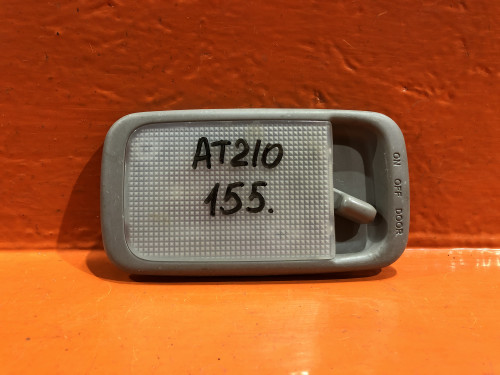 AT210
155.
ON OFF DOOR